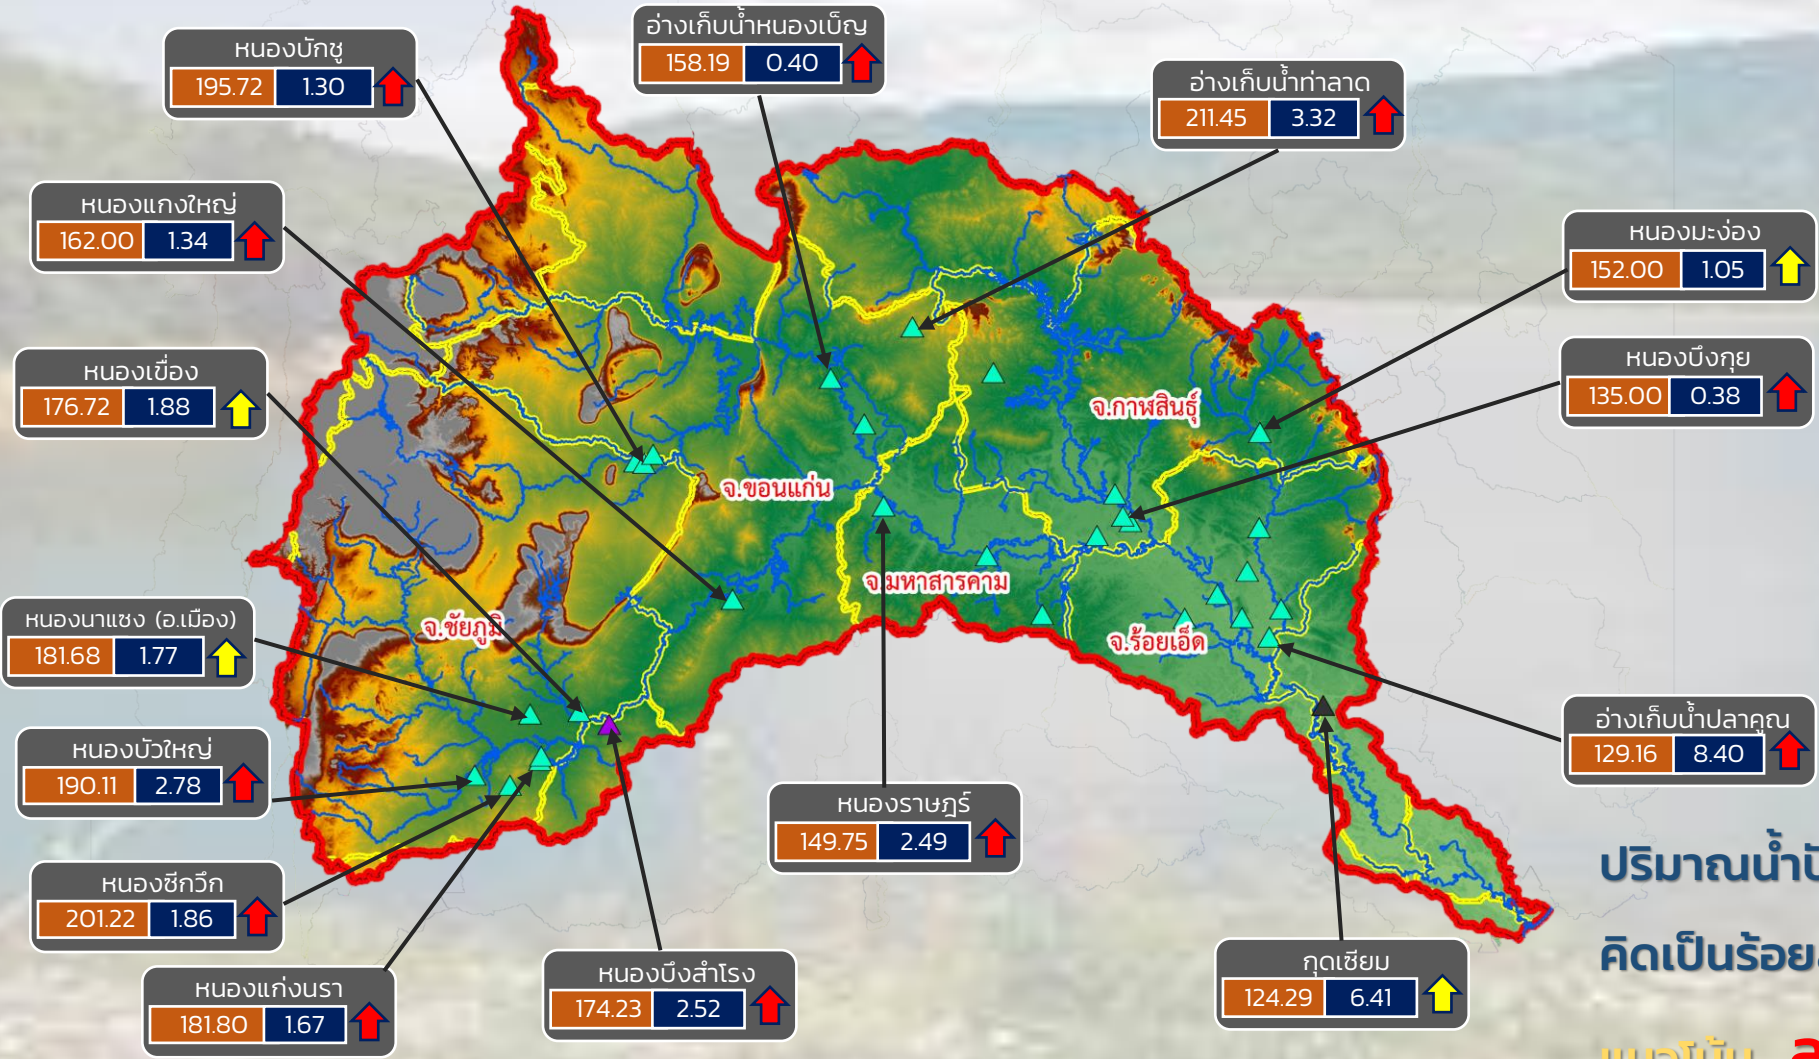 อ่างเก็บน้ำหนองเบ็ญ
158.19 0.40
หนองบักชู
195.72 1.30
อ่างเก็บน้ำท่าลาด
211.45 3.32
หนองแกงใหญ่
162.00 1.34
หนองมะง่อง
152.00 1.05
หนองเขื่อง
176.72 1.88
หนองบึงกุย
135.00 0.38
จ.กาฬสินธุ์
จ.ขอนแก่น
จ.มหาสารคาม
จ.ชัยภูมิ
จ.ร้อยเอ็ด
หนองนาแซง (อ.เมือง)
181.68 1.77
อ่างเก็บน้ำปลาคูณ
129.16 8.40
หนองบัวใหญ่
190.11 2.78
หนองราษฎร์
149.75 2.49
หนองซีกวึก
201.22 1.86
หนองแก่งนรา
181.80 1.67
หนองบึงสำโรง
174.23 2.52
กุดเซียม
124.29 6.41
ปริมาณน้ำ
คิดเป็นร้อย
แนวโน้ม